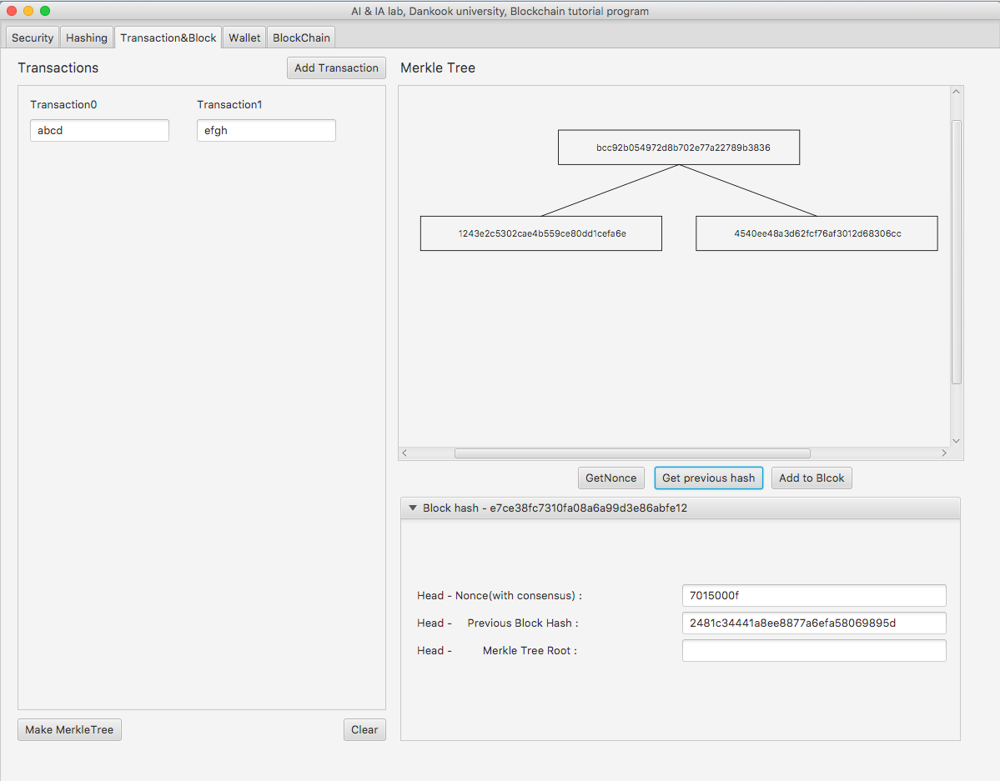 AI & IA lab, Dankook university, Blockchain tutorial program
Security Hashing Transaction&Block Wallet BlockChain
Transactions Add Transaction Merkle Tree
Transaction0 Transaction1
abcd efgh
bcc92b054972d8b702e77a22789b3836
1243e2c5302cae4b559ce80dd1cefa6e 4540ee48a3d62fcf76af3012d68306cc
GetNonce Get previous hash Add to Blcok
Block hash - e7ce38fc7310fa08a6a99d3e86abfe12
Head - Nonce(with consensus) : 7015000f
Head - Previous Block Hash : 2481c34441a8ee8877a6efa58069895d
Head - Merkle Tree Root :
Make MerkleTree Clear